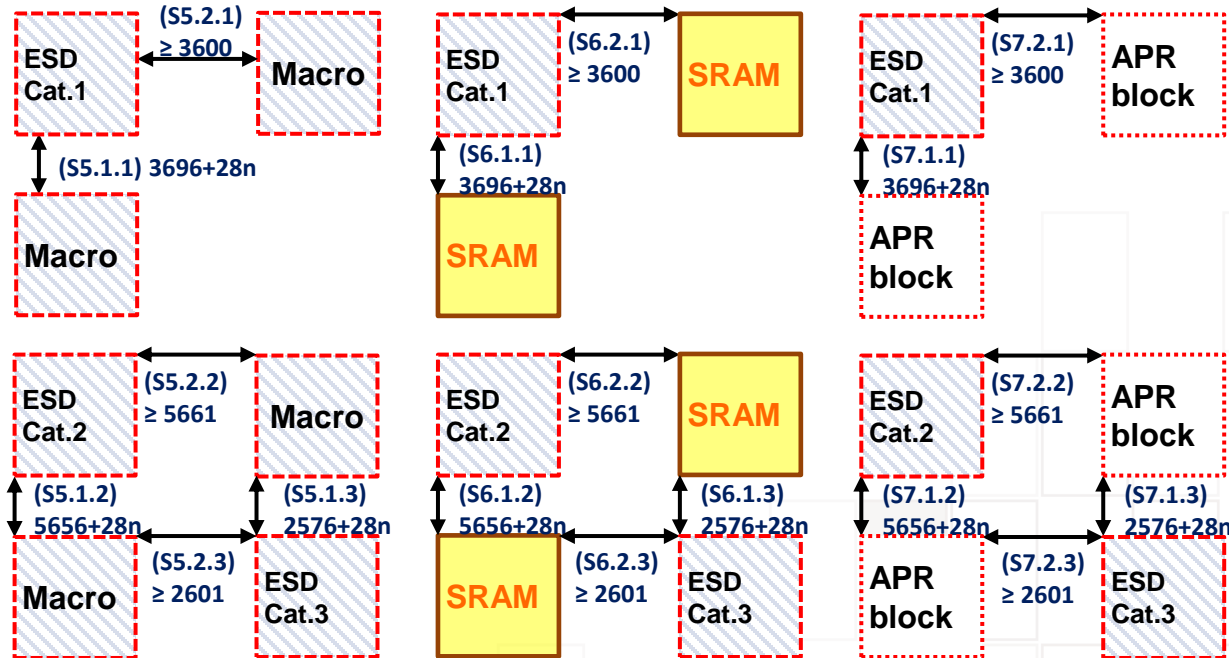 ESD
Cat.1
(S5.2.1)
≥ 3600
Macro
(S5.1.1) 3696+28n
Macro
ESD
Cat.1
(S6.2.1)
≥ 3600
SRAM
(S6.1.1)
3696+28n
SRAM
ESD
Cat.1
(S7.2.1)
≥ 3600
APR
block
(S7.1.1)
3696+28n
APR
block
ESD
Cat.2
(S5.2.2)
≥ 5661
Macro
(S5.1.2)
5656+28n
(S5.1.3)
2576+28n
Macro
(S5.2.3)
≥ 2601
ESD
Cat.3
ESD
Cat.2
(S6.2.2)
≥ 5661
SRAM
(S6.1.2)
5656+28n
(S6.1.3)
2576+28n
SRAM
(S6.2.3)
≥ 2601
ESD
Cat.3
ESD
Cat.2
(S7.2.2)
≥ 5661
APR
block
(S7.1.2)
5656+28n
(S7.1.3)
2576+28n
APR
block
(S7.2.3)
≥ 2601
ESD
Cat.3